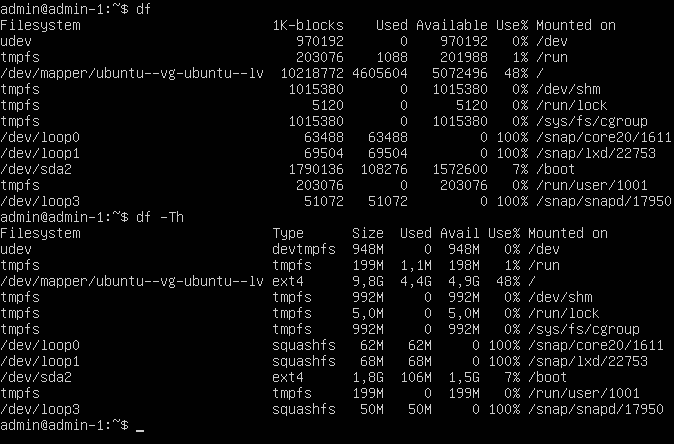 admin@admin-1:~$ df
Filesystem                        1K-blocks    Used Available Use% Mounted on
udev                                 970192       0    970192   0% /dev
tmpfs                                203076    1088    201988   1% /run
/dev/mapper/ubuntu--vg-ubuntu--lv  10218772 4605604   5072496  48% /
tmpfs                               1015380       0   1015380   0% /dev/shm
tmpfs                                  5120       0      5120   0% /run/lock
tmpfs                               1015380       0   1015380   0% /sys/fs/cgroup
/dev/loop0                            63488   63488         0 100% /snap/core20/1611
/dev/loop1                            69504   69504         0 100% /snap/lxd/22753
/dev/sda2                           1790136  108276   1572600   7% /boot
tmpfs                                203076       0    203076   0% /run/user/1001
/dev/loop3                            51072   51072         0 100% /snap/snapd/17950
admin@admin-1:~$ df -Th
Filesystem                        Type      Size  Used Avail Use% Mounted on
udev                              devtmpfs  948M     0  948M   0% /dev
tmpfs                             tmpfs     199M  1,1M  198M   1% /run
/dev/mapper/ubuntu--vg-ubuntu--lv ext4      9,8G  4,4G  4,9G  48% /
tmpfs                             tmpfs     992M     0  992M   0% /dev/shm
tmpfs                             tmpfs     5,0M     0  5,0M   0% /run/lock
tmpfs                             tmpfs     992M     0  992M   0% /sys/fs/cgroup
/dev/loop0                        squashfs   62M   62M     0 100% /snap/core20/1611
/dev/loop1                        squashfs   68M   68M     0 100% /snap/lxd/22753
/dev/sda2                         ext4      1,8G  106M  1,5G   7% /boot
tmpfs                             tmpfs     199M     0  199M   0% /run/user/1001
/dev/loop3                        squashfs   50M   50M     0 100% /snap/snapd/17950
admin@admin-1:~$ _